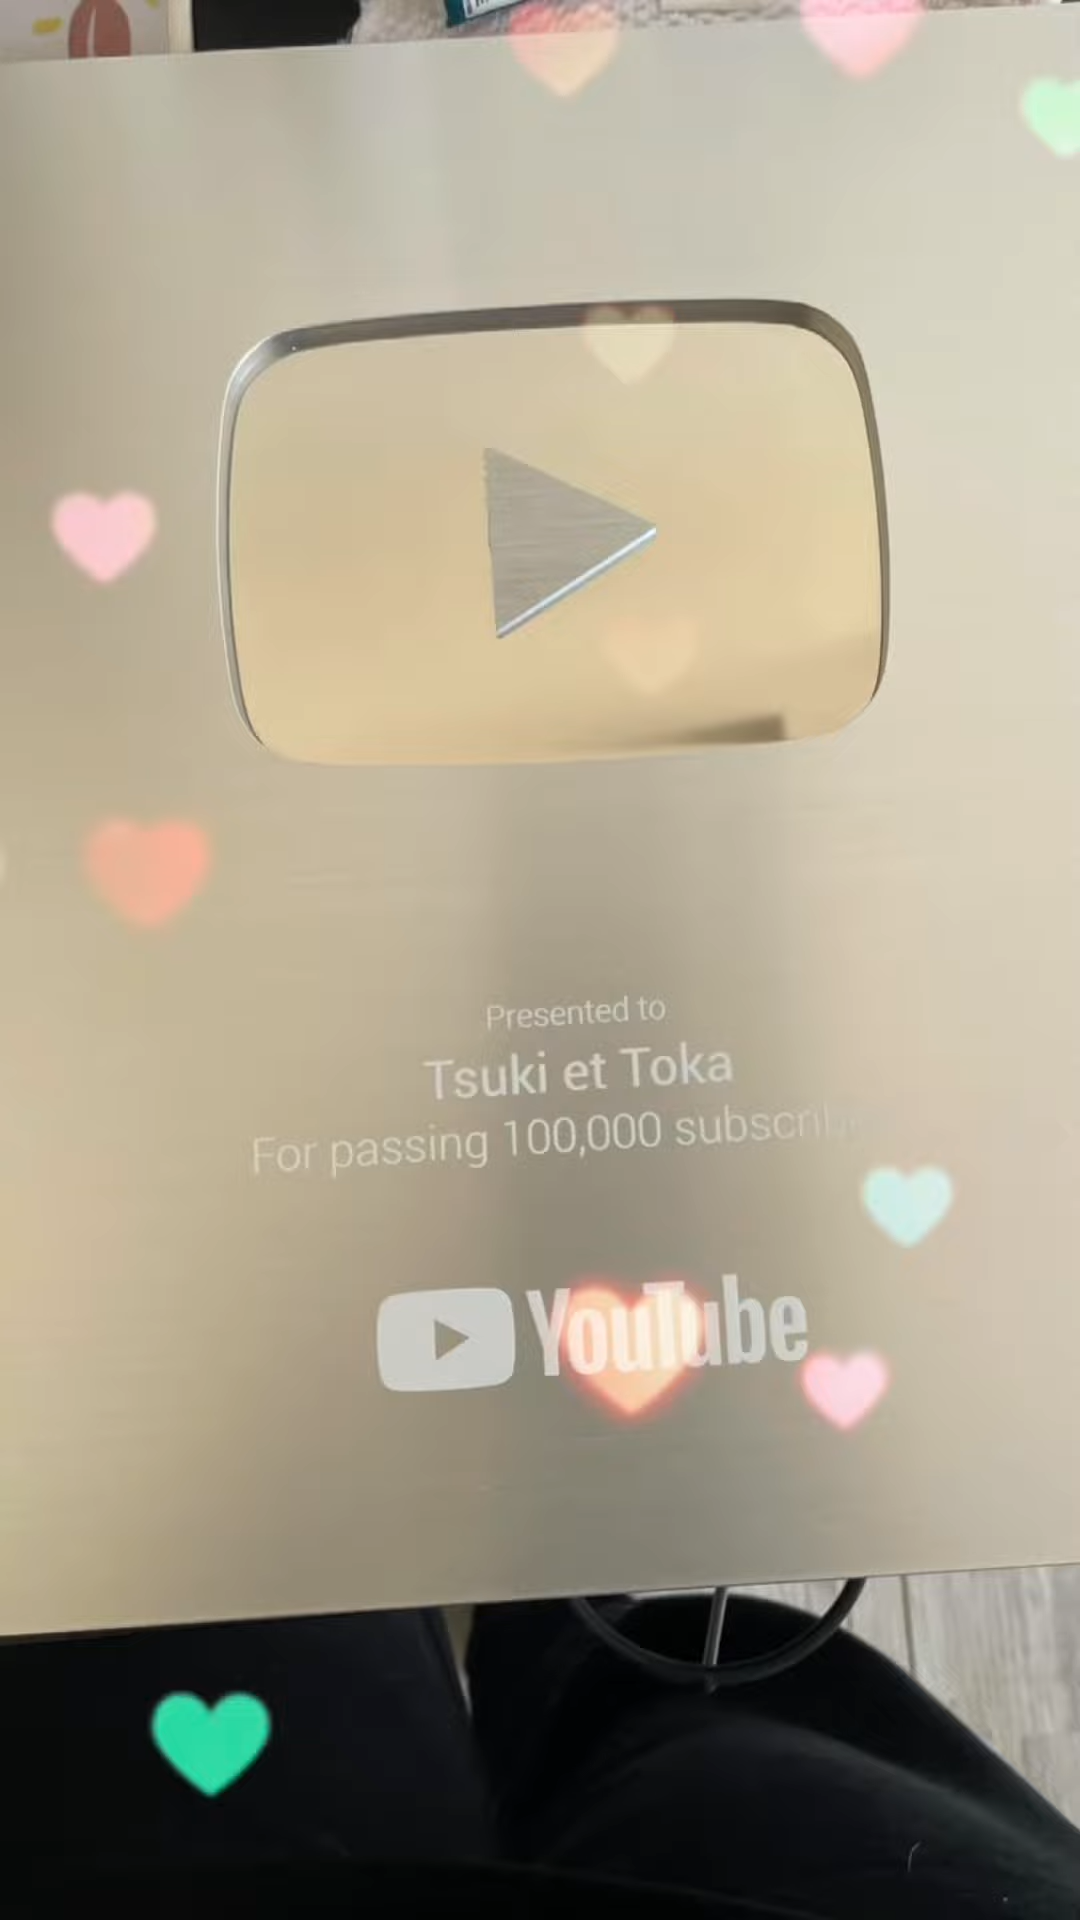 Presented to
Tsuki et Toka
For passing 100,000
YouTube